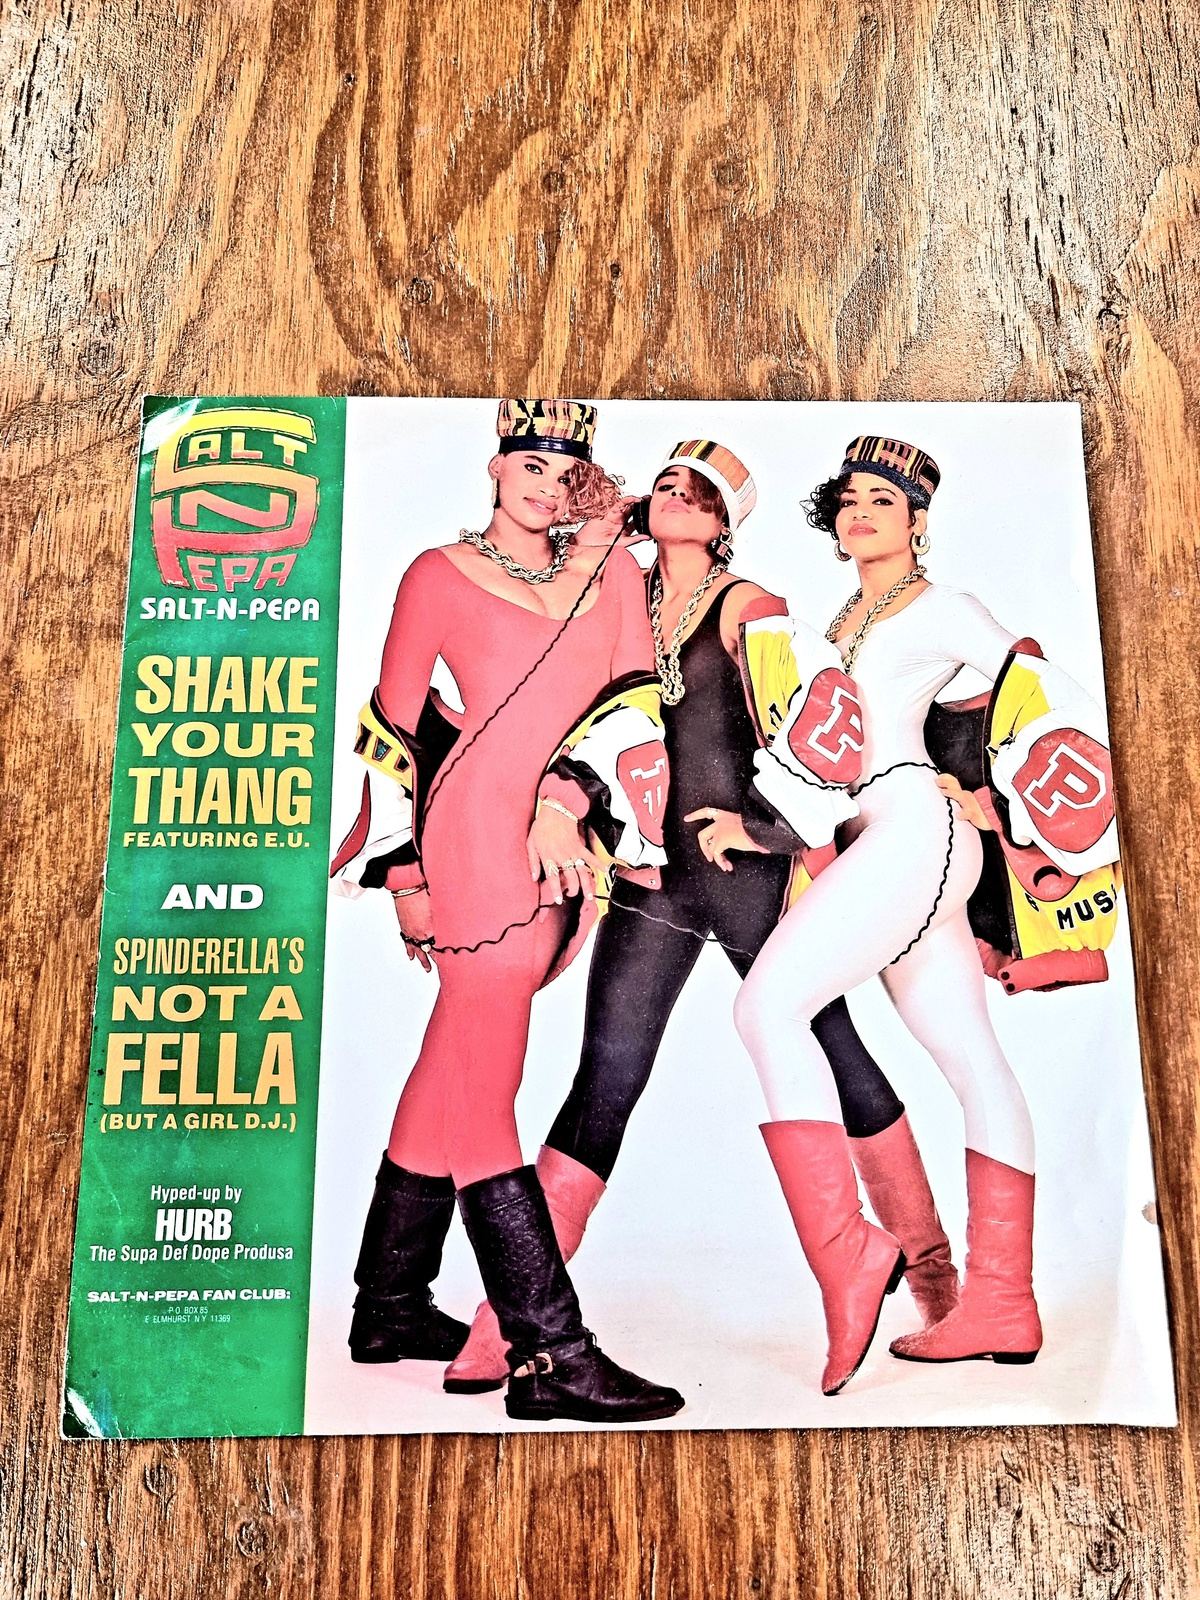 SALT
N
PEPA
SALT-N-PEPA
SHAKE
YOUR
THANG
FEATURING E.U.
AND
SPINDERELLA'S
NOT A
FELLA
(BUT A GIRL D.J.)
Hyped-up by
HURB
The Supa Def Dope Produsa
SALT-N-PEPA FAN CLUB:
P O BOX 85
E ELMHURST N Y 11369
P
P
MUS